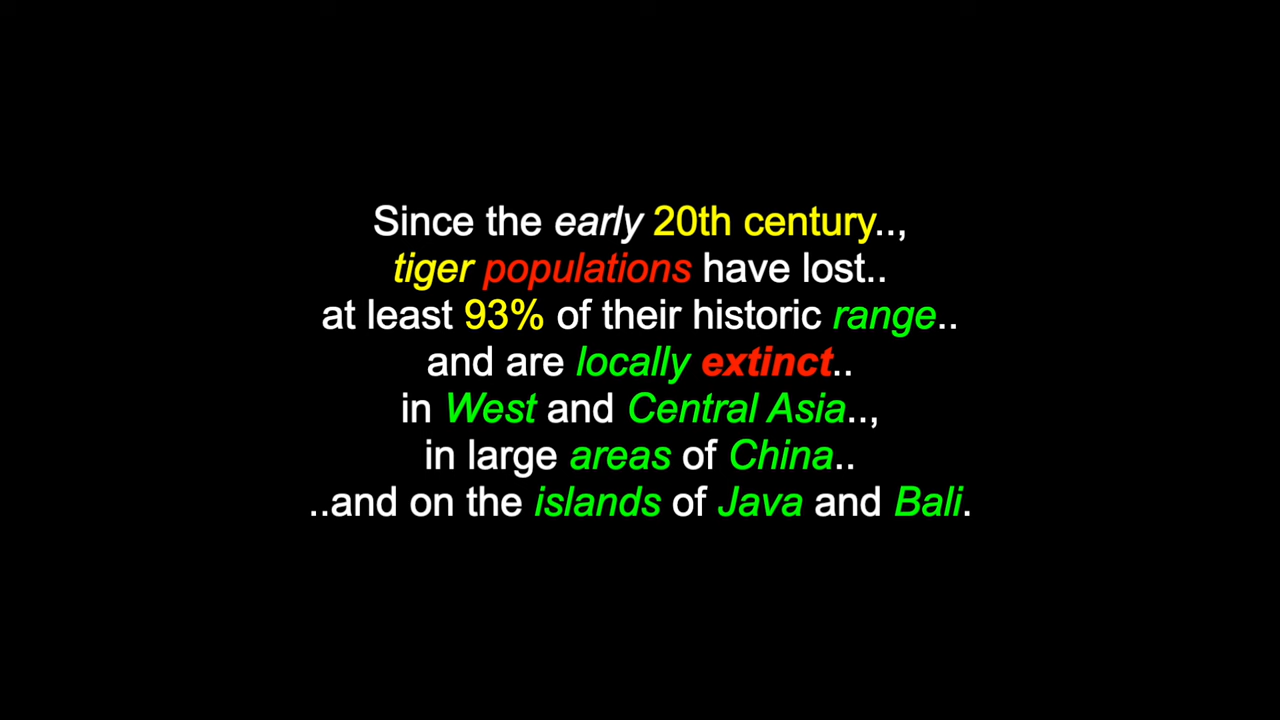 Since the early 20th century..,
tiger populations have lost..
at least 93% of their historic range..
and are locally extinct..
in West and Central Asia..,
in large areas of China..
..and on the islands of Java and Bali.